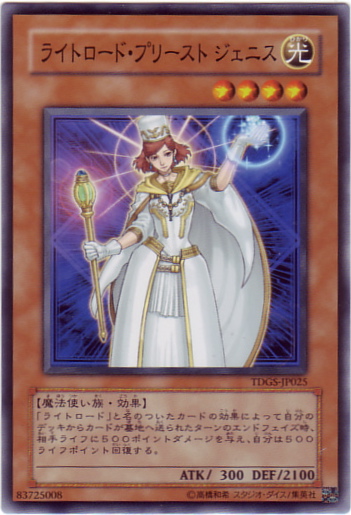 ライトロード・プリースト ジェニス
光
TDGS-JP025
【魔法使い族・効果】
「ライトロード」と名のついたカードの効果によって自分の
デッキからカードが墓地へ送られたターンのエンドフェイズ時、
相手ライフに500ポイントダメージを与え、自分は500
ライフポイント回復する。
ATK/ 300 DEF/2100
83725008
©高橋和希 スタジオ・ダイス/集英社